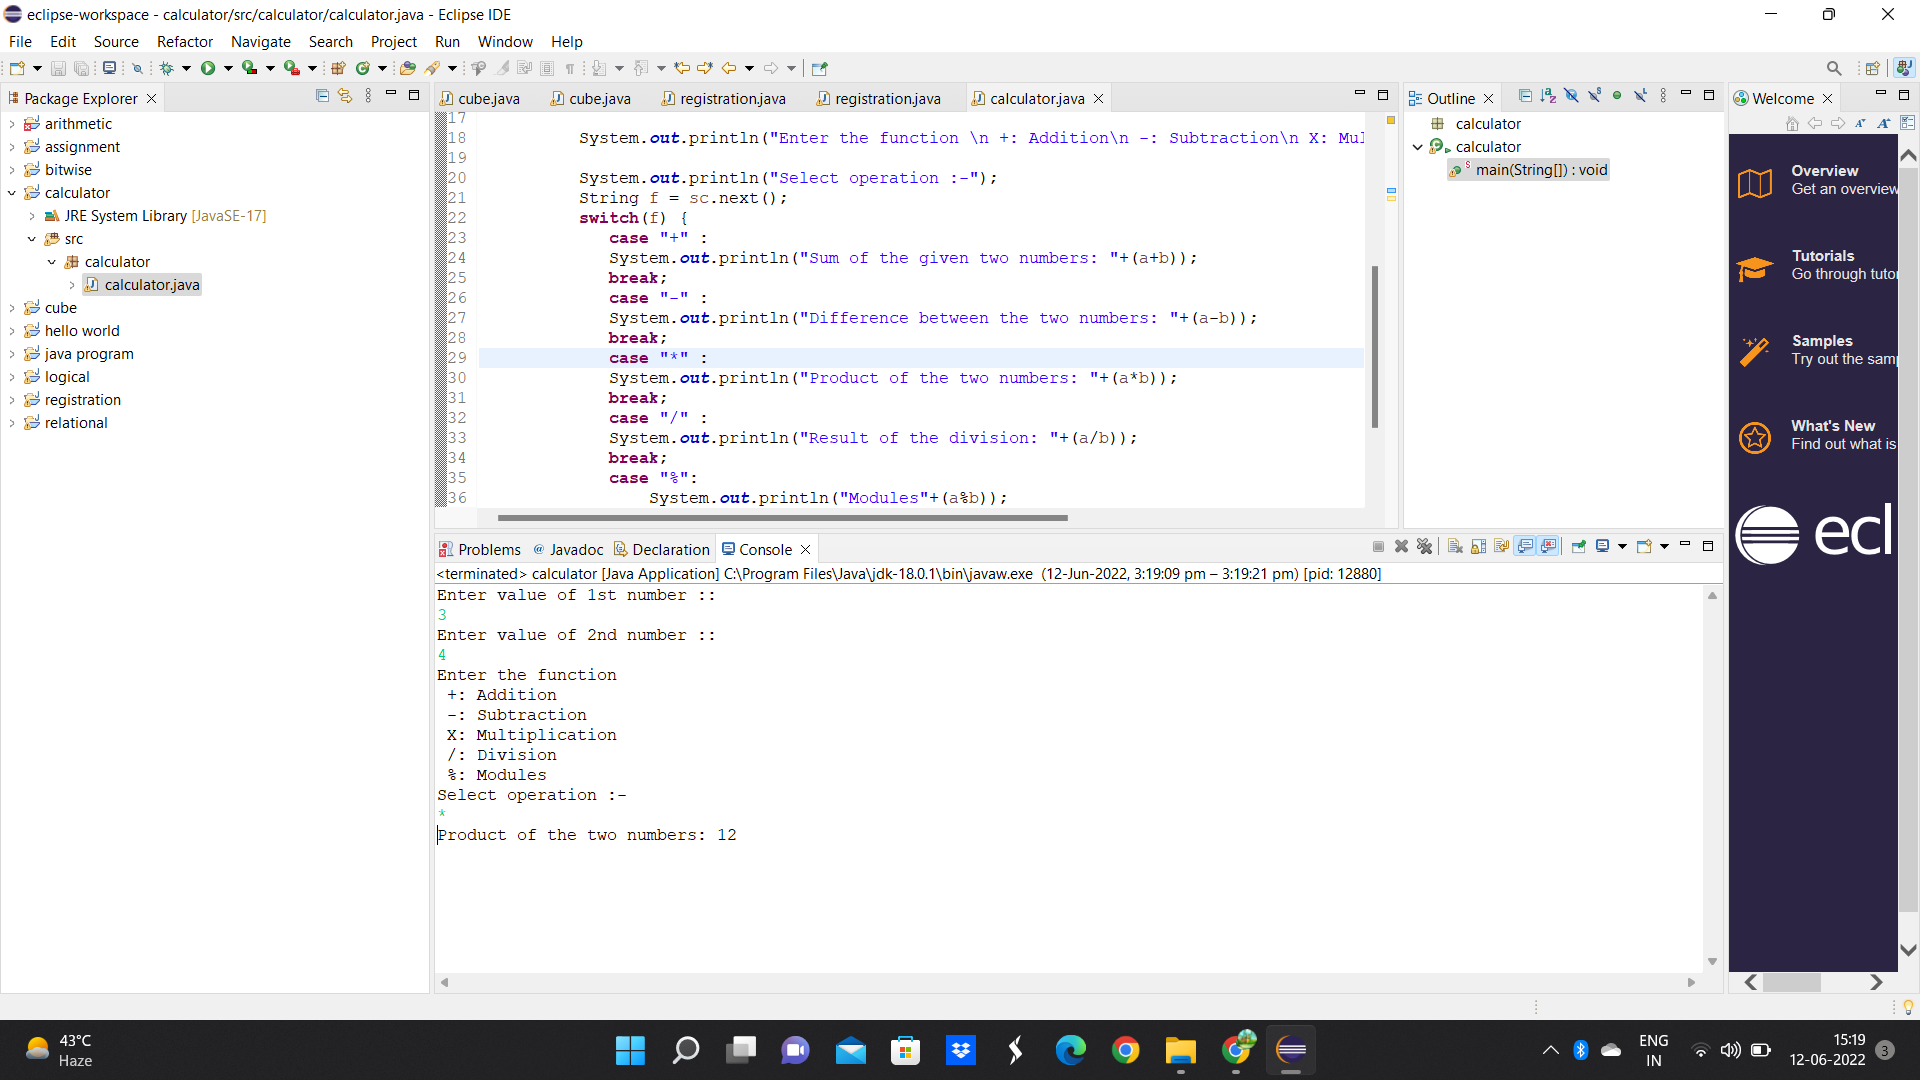 eclipse-workspace - calculator/src/calculator/calculator.java - Eclipse IDE
File Edit Source Refactor Navigate Search Project Run Window Help
Package Explorer
arithmetic
assignment
bitwise
calculator
JRE System Library [JavaSE-17]
src
calculator
calculator.java
cube
hello world
java program
logical
registration
relational
cube.java cube.java registration.java registration.java calculator.java
17
18 System.out.println("Enter the function \n +: Addition\n -: Subtraction\n X: Mul
19
20 System.out.println("Select operation :-");
21 String f = sc.next();
22 switch(f) {
23 case "+" :
24 System.out.println("Sum of the given two numbers: "+(a+b));
25 break;
26 case "-" :
27 System.out.println("Difference between the two numbers: "+(a-b));
28 break;
29 case "*" :
30 System.out.println("Product of the two numbers: "+(a*b));
31 break;
32 case "/" :
33 System.out.println("Result of the division: "+(a/b));
34 break;
35 case "%":
36 System.out.println("Modules"+(a%b));
Outline
calculator
calculator
main(String[]) : void
Welcome
Overview
Get an overview
Tutorials
Go through tutor
Samples
Try out the samp
What's New
Find out what is
ecl
Problems Javadoc Declaration Console
<terminated> calculator [Java Application] C:\Program Files\Java\jdk-18.0.1\bin\javaw.exe (12-Jun-2022, 3:19:09 pm – 3:19:21 pm) [pid: 12880]
Enter value of 1st number ::
3
Enter value of 2nd number ::
4
Enter the function
+: Addition
-: Subtraction
X: Multiplication
/: Division
%: Modules
Select operation :-
*
Product of the two numbers: 12
43°C
Haze
ENG
IN
15:19
12-06-2022
3